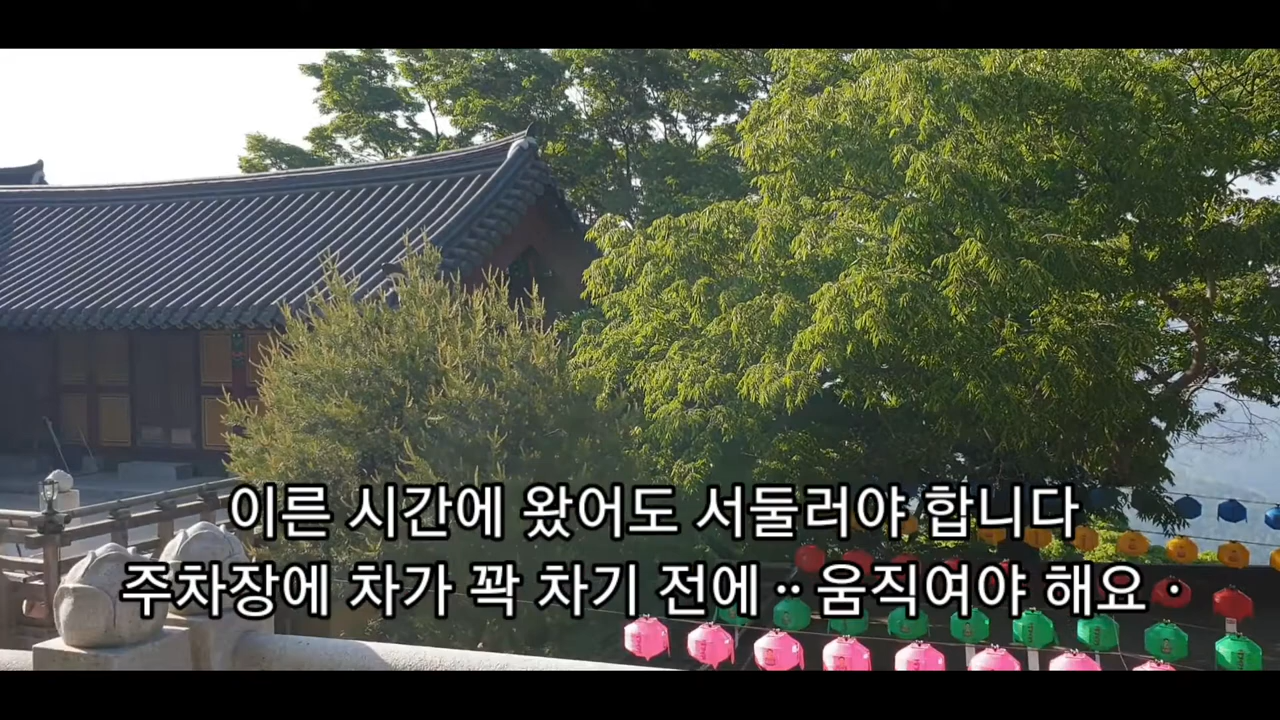 이른 시간에 왔어도 서둘러야 합니다
주차장에 차가 꽉 차기 전에·· 움직여야 해요 ·